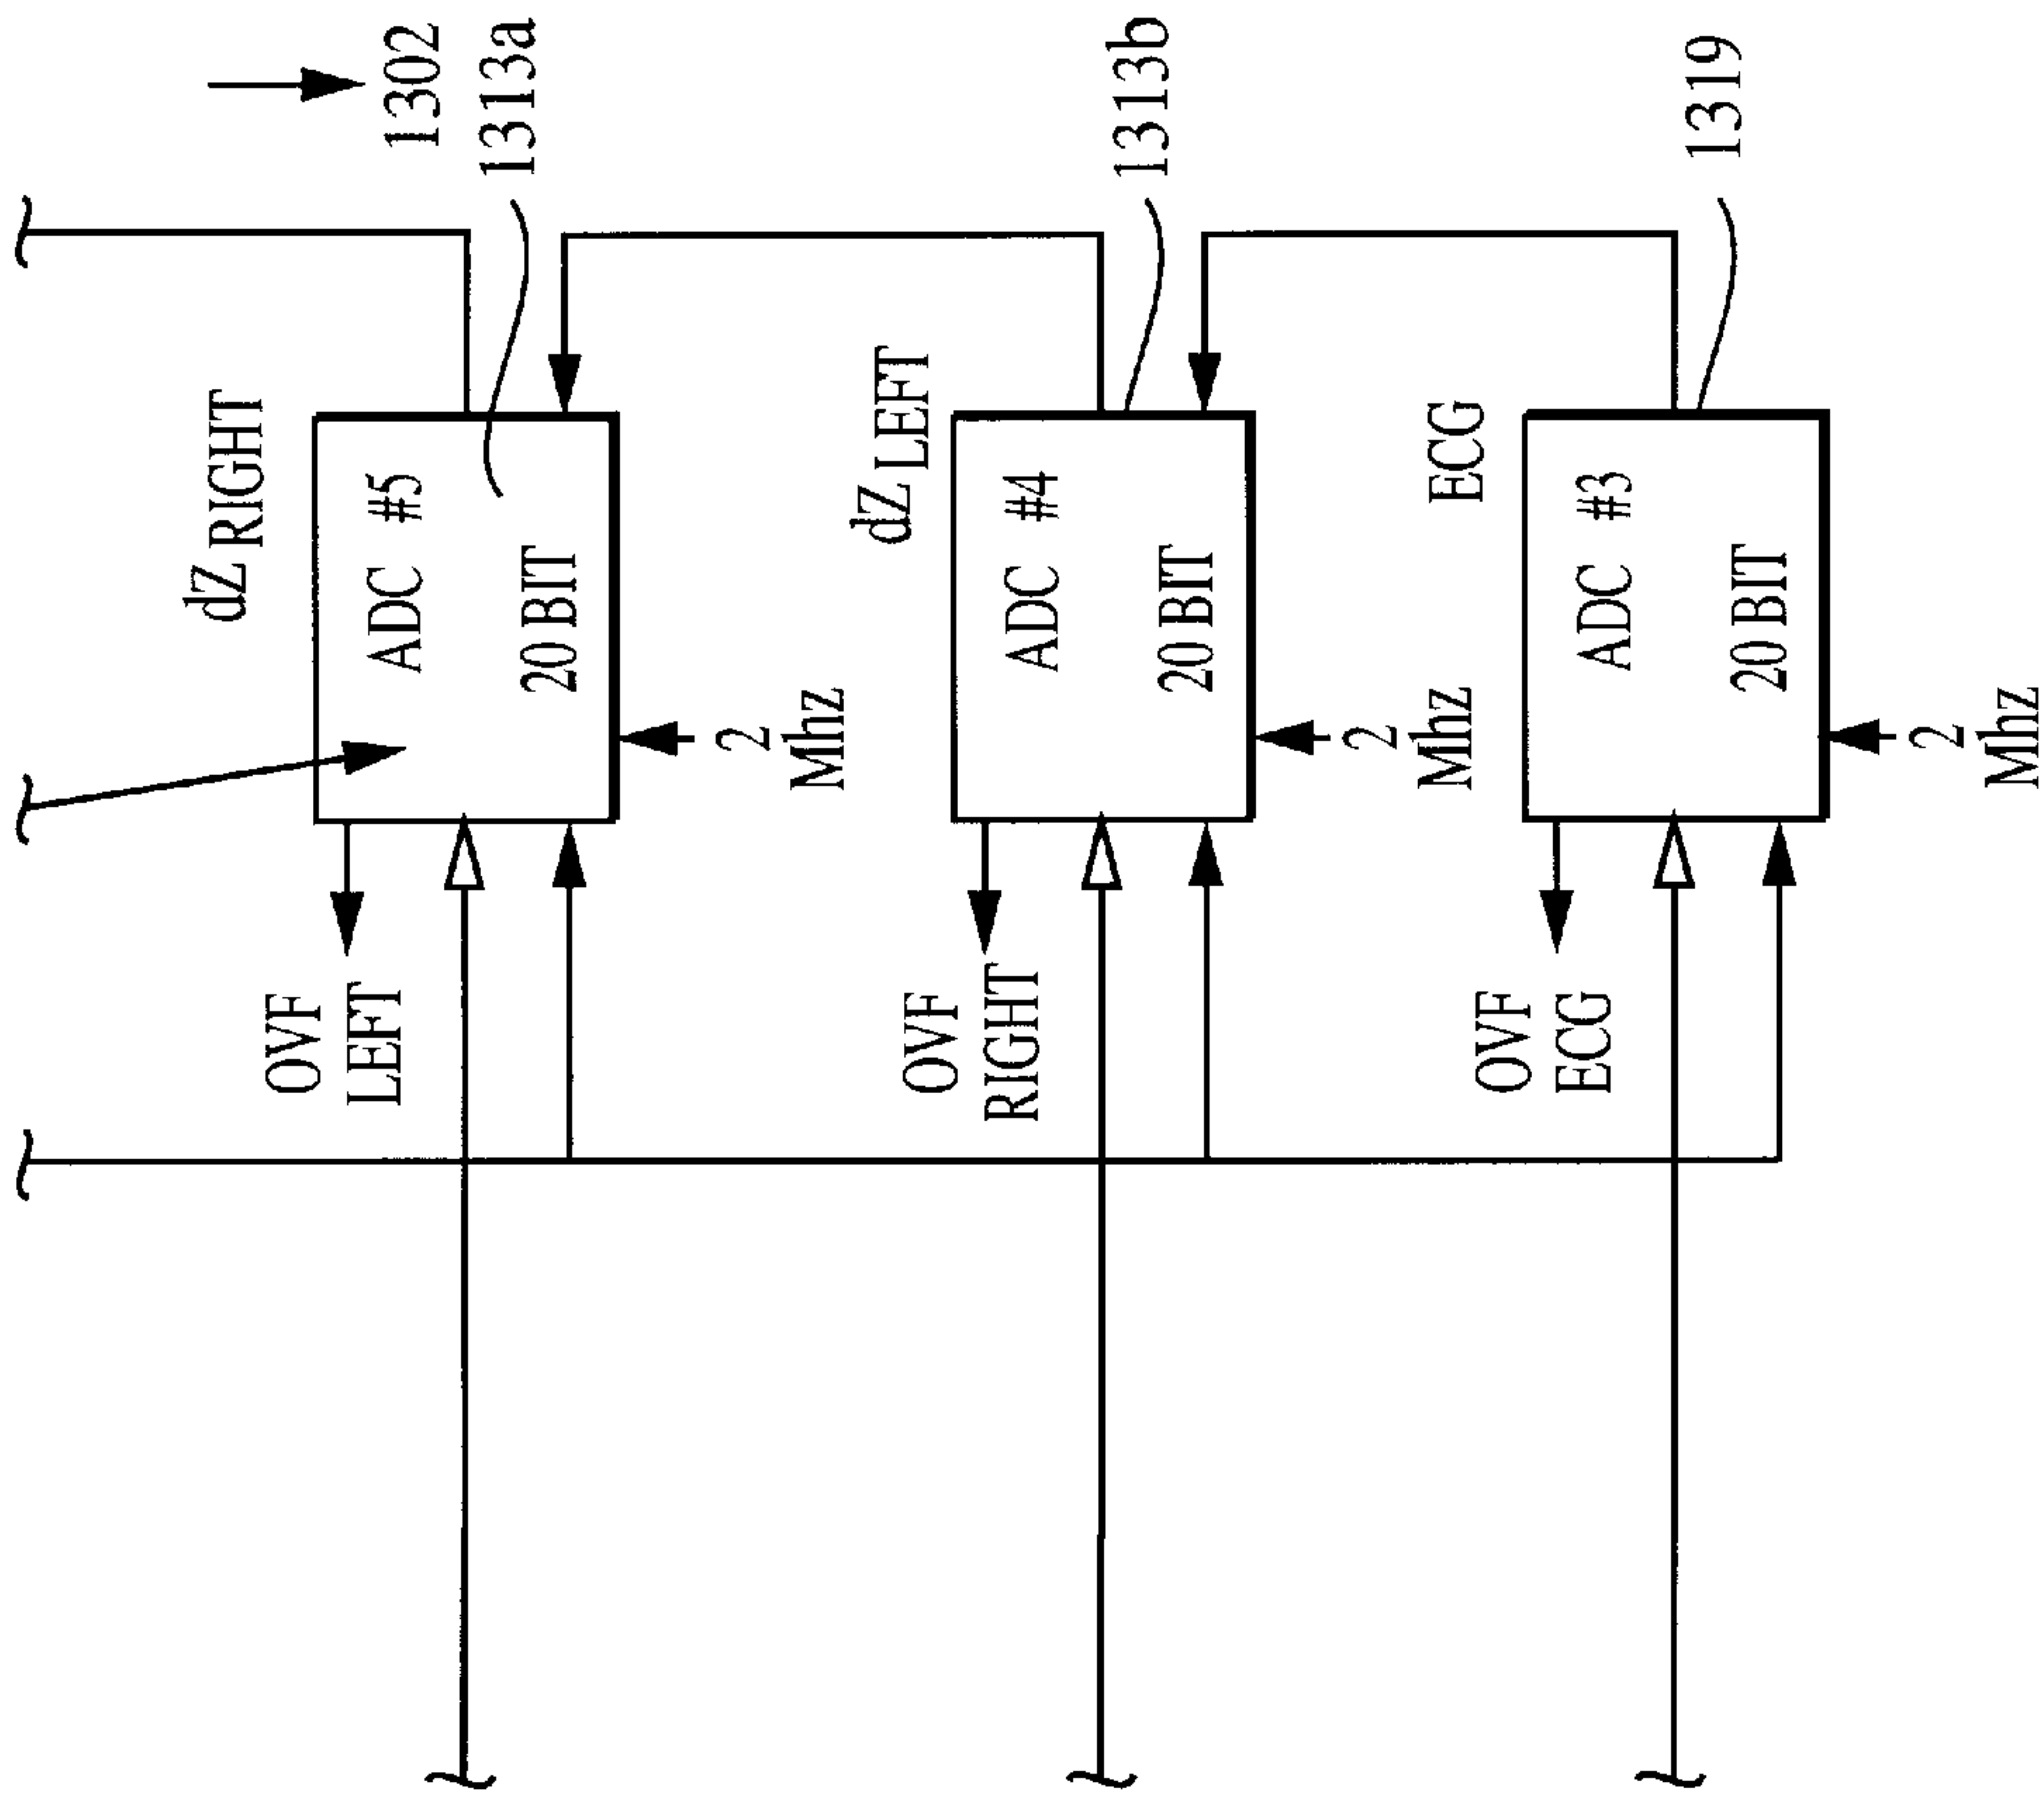 1302
dZ RIGHT
1313a
ADC #5
20 BIT
OVF
LEFT
2
Mhz
dZ LEFT
1313b
ADC #4
20 BIT
OVF
RIGHT
2
Mhz
ECG
1319
ADC #3
20 BIT
OVF
ECG
2
Mhz